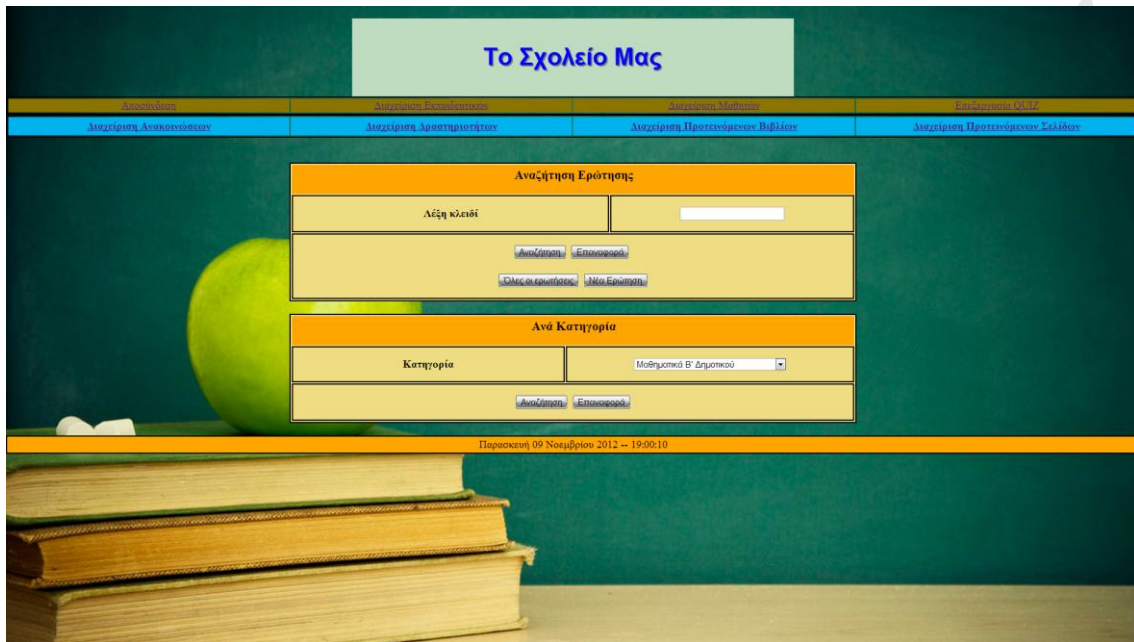 Το Σχολείο Μας
Αποσύνδεση Διαχείριση Εκπαιδευτικών Διαχείριση Μαθητών Επεξεργασία QUIZ
Διαχείριση Ανακοινώσεων Διαχείριση Δραστηριοτήτων Διαχείριση Προτεινόμενων Βιβλίων Διαχείριση Προτεινόμενων Σελίδων
Αναζήτηση Ερώτησης
Λέξη κλειδί
Αναζήτηση Επαναφορά
Όλες οι ερωτήσεις Νέα Ερώτηση
Ανά Κατηγορία
Κατηγορία Μαθηματικά Β' Δημοτικού
Αναζήτηση Επαναφορά
Παρασκευή 09 Νοεμβρίου 2012 -- 19:00:10